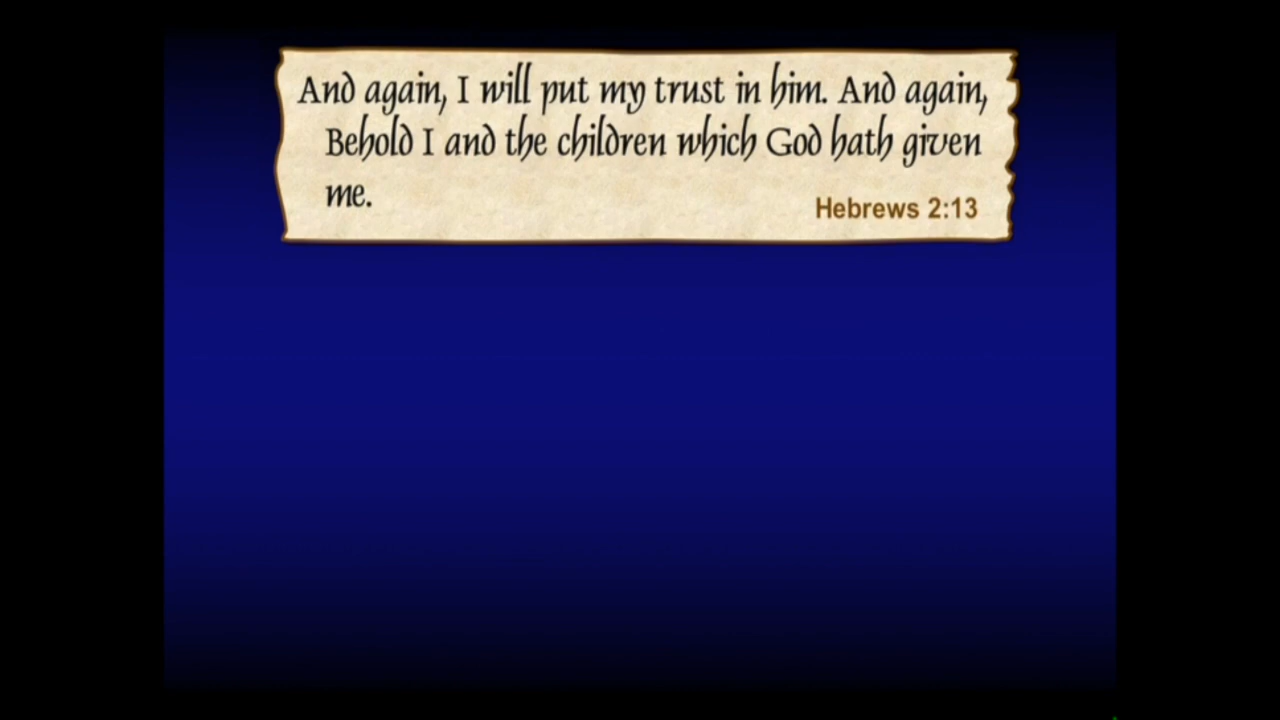 And again, I will put my trust in him. And again,
Behold I and the children which God hath given
me.
Hebrews 2:13